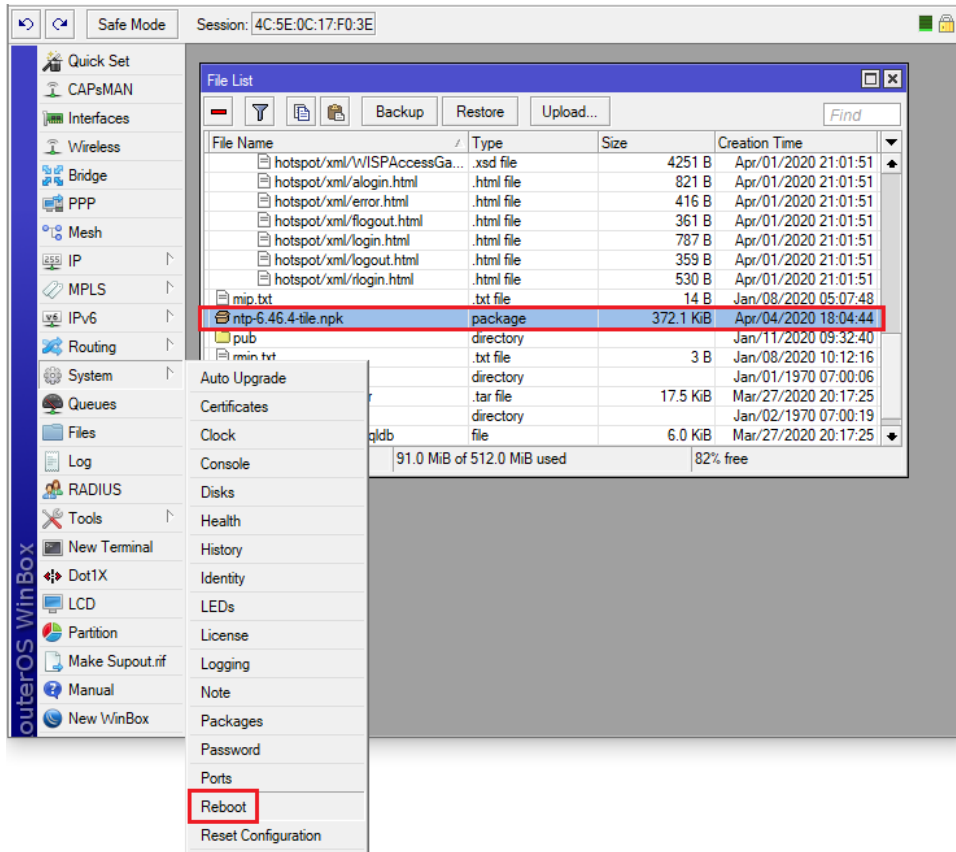 Safe Mode Session: 4C:5E:0C:17:F0:3E
Quick Set
CAPsMAN
Interfaces
Wireless
Bridge
PPP
Mesh
IP
MPLS
IPv6
Routing
System
Queues
Files
Log
RADIUS
Tools
New Terminal
Dot1X
LCD
Partition
Make Supout.rif
Manual
New WinBox
outerOS WinBox
File List
Backup Restore Upload... Find
File Name Type Size Creation Time
hotspot/xml/WISPAccessGa... .xsd file 4251 B Apr/01/2020 21:01:51
hotspot/xml/alogin.html .html file 821 B Apr/01/2020 21:01:51
hotspot/xml/error.html .html file 416 B Apr/01/2020 21:01:51
hotspot/xml/flogout.html .html file 361 B Apr/01/2020 21:01:51
hotspot/xml/login.html .html file 787 B Apr/01/2020 21:01:51
hotspot/xml/logout.html .html file 359 B Apr/01/2020 21:01:51
hotspot/xml/rlogin.html .html file 530 B Apr/01/2020 21:01:51
mip.txt .txt file 14 B Jan/08/2020 05:07:48
ntp-6.46.4-tile.npk package 372.1 KiB Apr/04/2020 18:04:44
pub directory Jan/11/2020 09:32:40
rmip.txt .txt file 3 B Jan/08/2020 10:12:16
directory Jan/01/1970 07:00:06
r .tar file 17.5 KiB Mar/27/2020 20:17:25
directory Jan/02/1970 07:00:19
qldb file 6.0 KiB Mar/27/2020 20:17:25
91.0 MiB of 512.0 MiB used 82% free
Auto Upgrade
Certificates
Clock
Console
Disks
Health
History
Identity
LEDs
License
Logging
Note
Packages
Password
Ports
Reboot
Reset Configuration